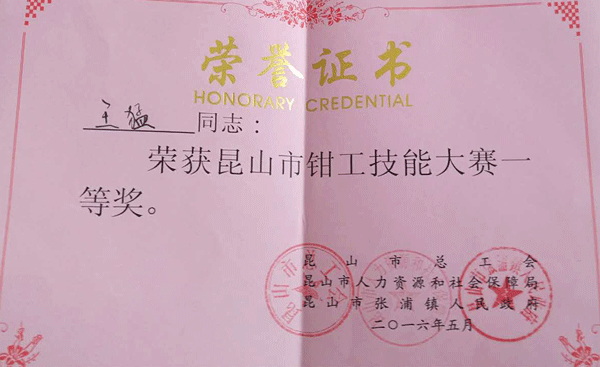 荣誉证书
HONORARY CREDENTIAL
王猛 同志：
荣获昆山市钳工技能大赛一
等奖。
昆山市总工会
昆山市人力资源和社会保障局
昆山市张浦镇人民政府
二〇一六年五月